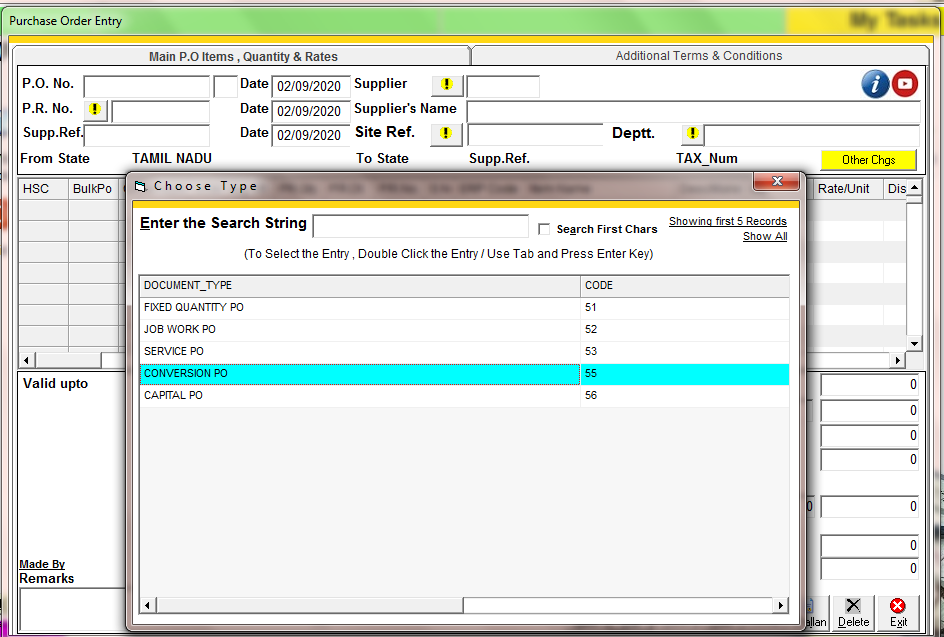 Purchase Order Entry
My Tasks
Main P.O Items , Quantity & Rates
Additional Terms & Conditions
P.O. No. Date 02/09/2020 Supplier
P.R. No. Date 02/09/2020 Supplier's Name
Supp.Ref. Date 02/09/2020 Site Ref. Deptt.
From State TAMIL NADU To State Supp.Ref. TAX_Num Other Chgs
HSC BulkPo Rate/Unit Dis
Choose Type
Enter the Search String Search First Chars Showing first 5 Records
Show All
(To Select the Entry , Double Click the Entry / Use Tab and Press Enter Key)
DOCUMENT_TYPE CODE
FIXED QUANTITY PO 51
JOB WORK PO 52
SERVICE PO 53
CONVERSION PO 55
CAPITAL PO 56
Valid upto 0
0
0
0
0 0
0
0
Made By
Remarks
allan Delete Exit